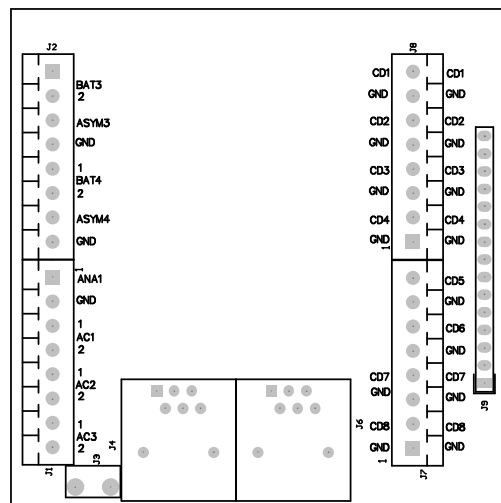 J2
BAT3
2
ASYM3
GND
1
BAT4
2
ASYM4
GND
1
ANA1
GND
1
AC1
2
1
AC2
2
1
AC3
2
J1
J3
J4
J6
J8
CD1 CD1
GND GND
CD2 CD2
GND GND
CD3 CD3
GND GND
CD4 CD4
GND GND
1
CD5
GND
CD6
GND
CD7 CD7
GND GND
CD8 CD8
GND GND
1
J7
J9